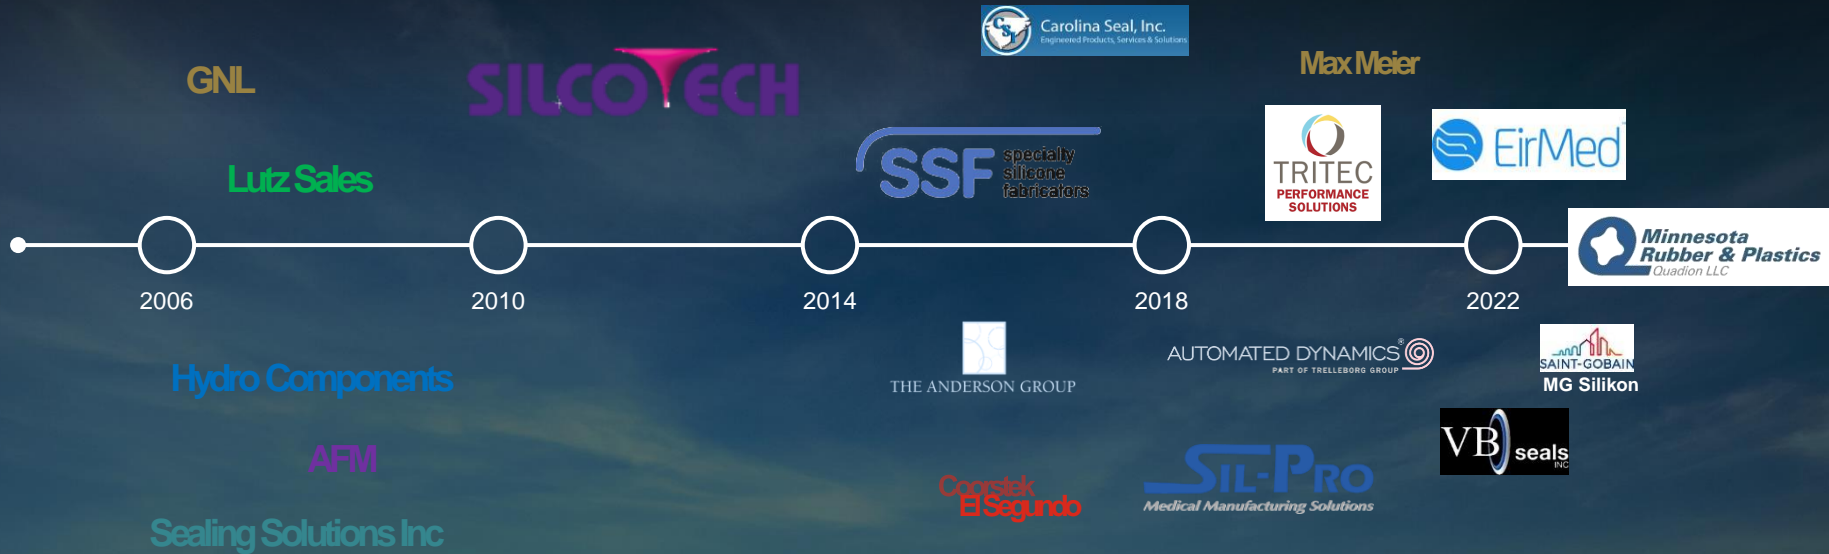 Carolina Seal, Inc.
Engineered Products, Services & Solutions
CSI
GNL
SILCOTECH
Max Meier
Lutz Sales
SSF specialty
silicone
fabricators
TRITEC
PERFORMANCE
SOLUTIONS
EirMed
Minnesota
Rubber & Plastics
Quadion LLC
2006
2010
2014
2018
2022
Hydro Components
THE ANDERSON GROUP
AUTOMATED DYNAMICS®
PART OF TRELLEBORG GROUP
SAINT-GOBAIN
MG Silikon
AFM
Coorstek
El Segundo
SIL-PRO
Medical Manufacturing Solutions
VB seals
INC
Sealing Solutions Inc